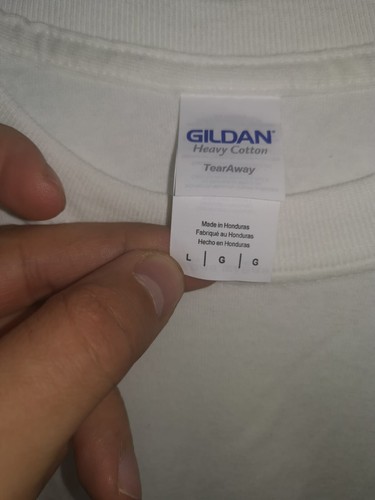 GILDAN®
Heavy Cotton
TearAway
Made in Honduras
Fabriqué au Honduras
Hecho en Honduras
L | G | G